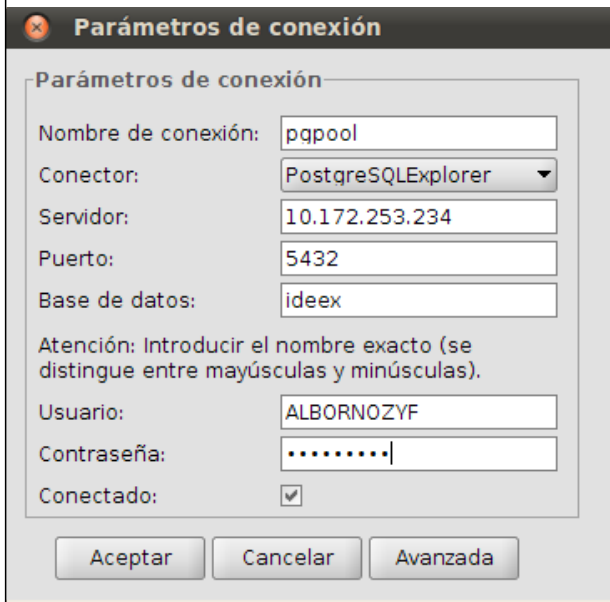 Parámetros de conexión
Parámetros de conexión
Nombre de conexión: pgpool
Conector: PostgreSQLExplorer
Servidor: 10.172.253.234
Puerto: 5432
Base de datos: ideex
Atención: Introducir el nombre exacto (se
distingue entre mayúsculas y minúsculas).
Usuario: ALBORNOZYF
Contraseña: •••••••••
Conectado:
Aceptar Cancelar Avanzada